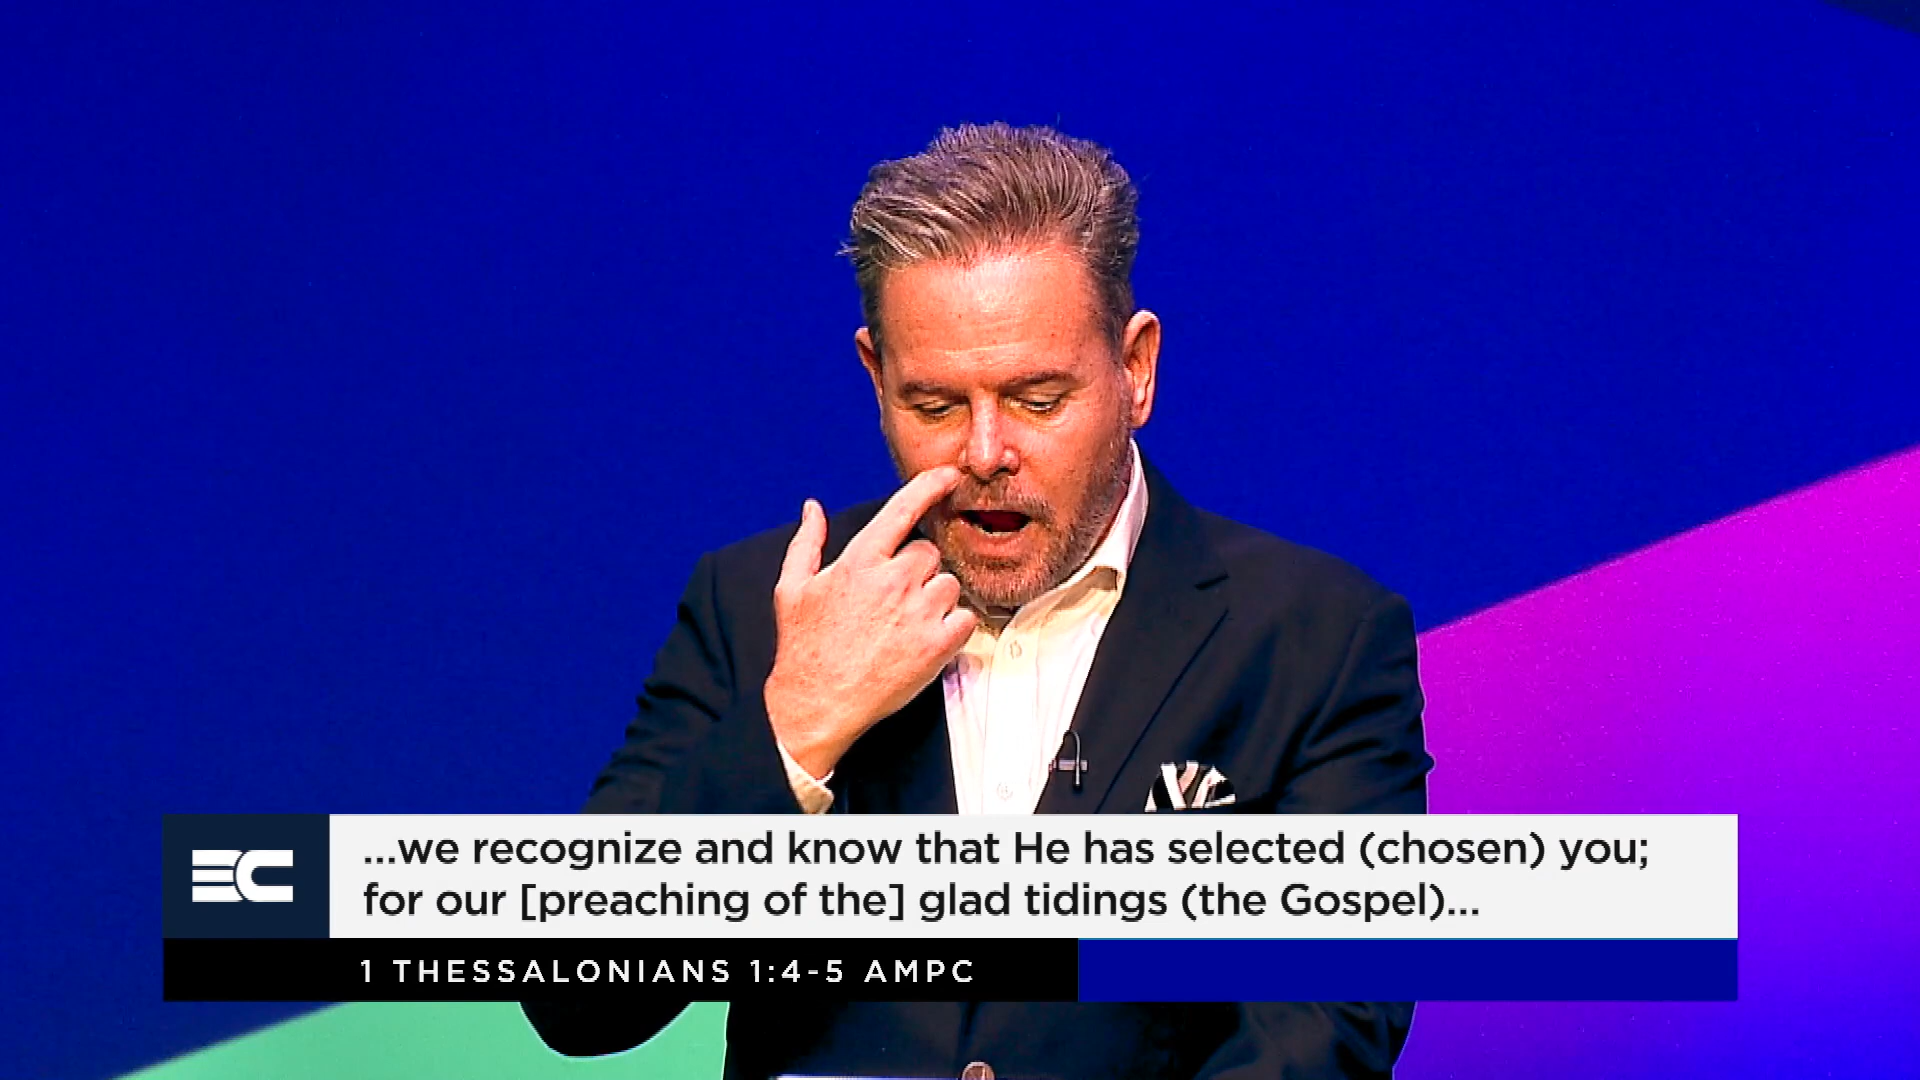 ...we recognize and know that He has selected (chosen) you;
for our [preaching of the] glad tidings (the Gospel)...
1 THESSALONIANS 1:4-5 AMPC